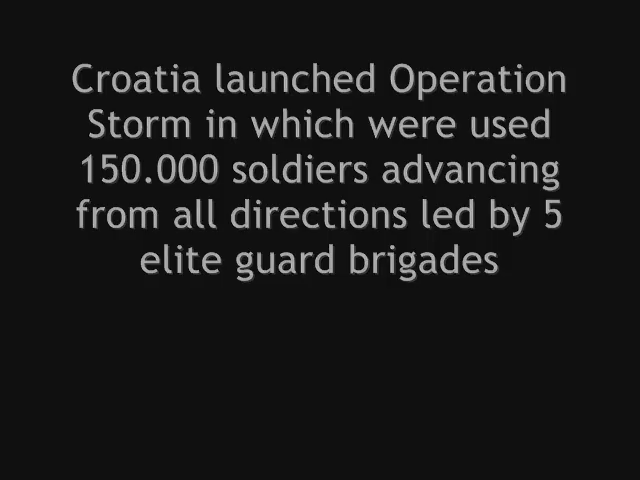 Croatia launched Operation
Storm in which were used
150.000 soldiers advancing
from all directions led by 5
elite guard brigades